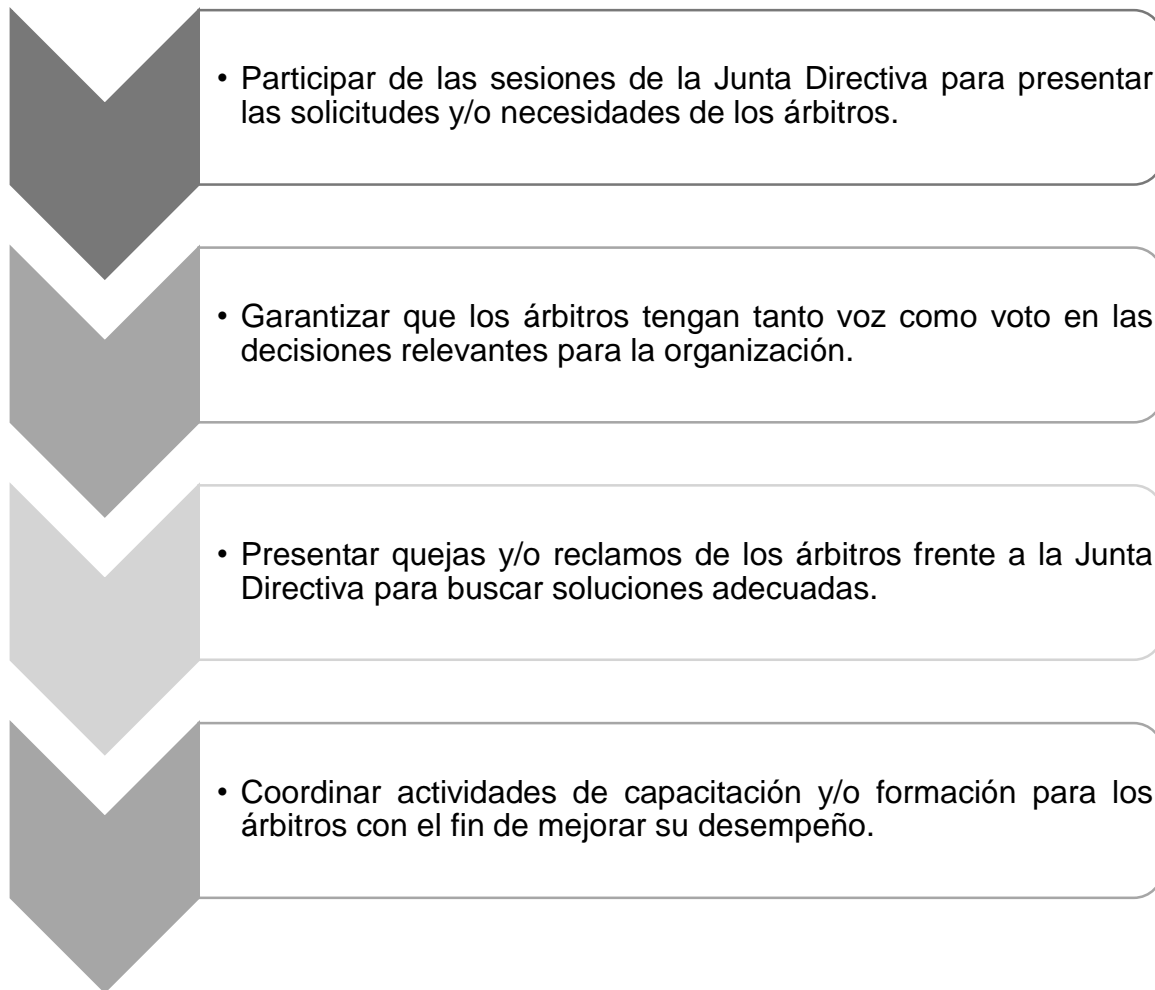 • Participar de las sesiones de la Junta Directiva para presentar
las solicitudes y/o necesidades de los árbitros.
• Garantizar que los árbitros tengan tanto voz como voto en las
decisiones relevantes para la organización.
• Presentar quejas y/o reclamos de los árbitros frente a la Junta
Directiva para buscar soluciones adecuadas.
• Coordinar actividades de capacitación y/o formación para los
árbitros con el fin de mejorar su desempeño.